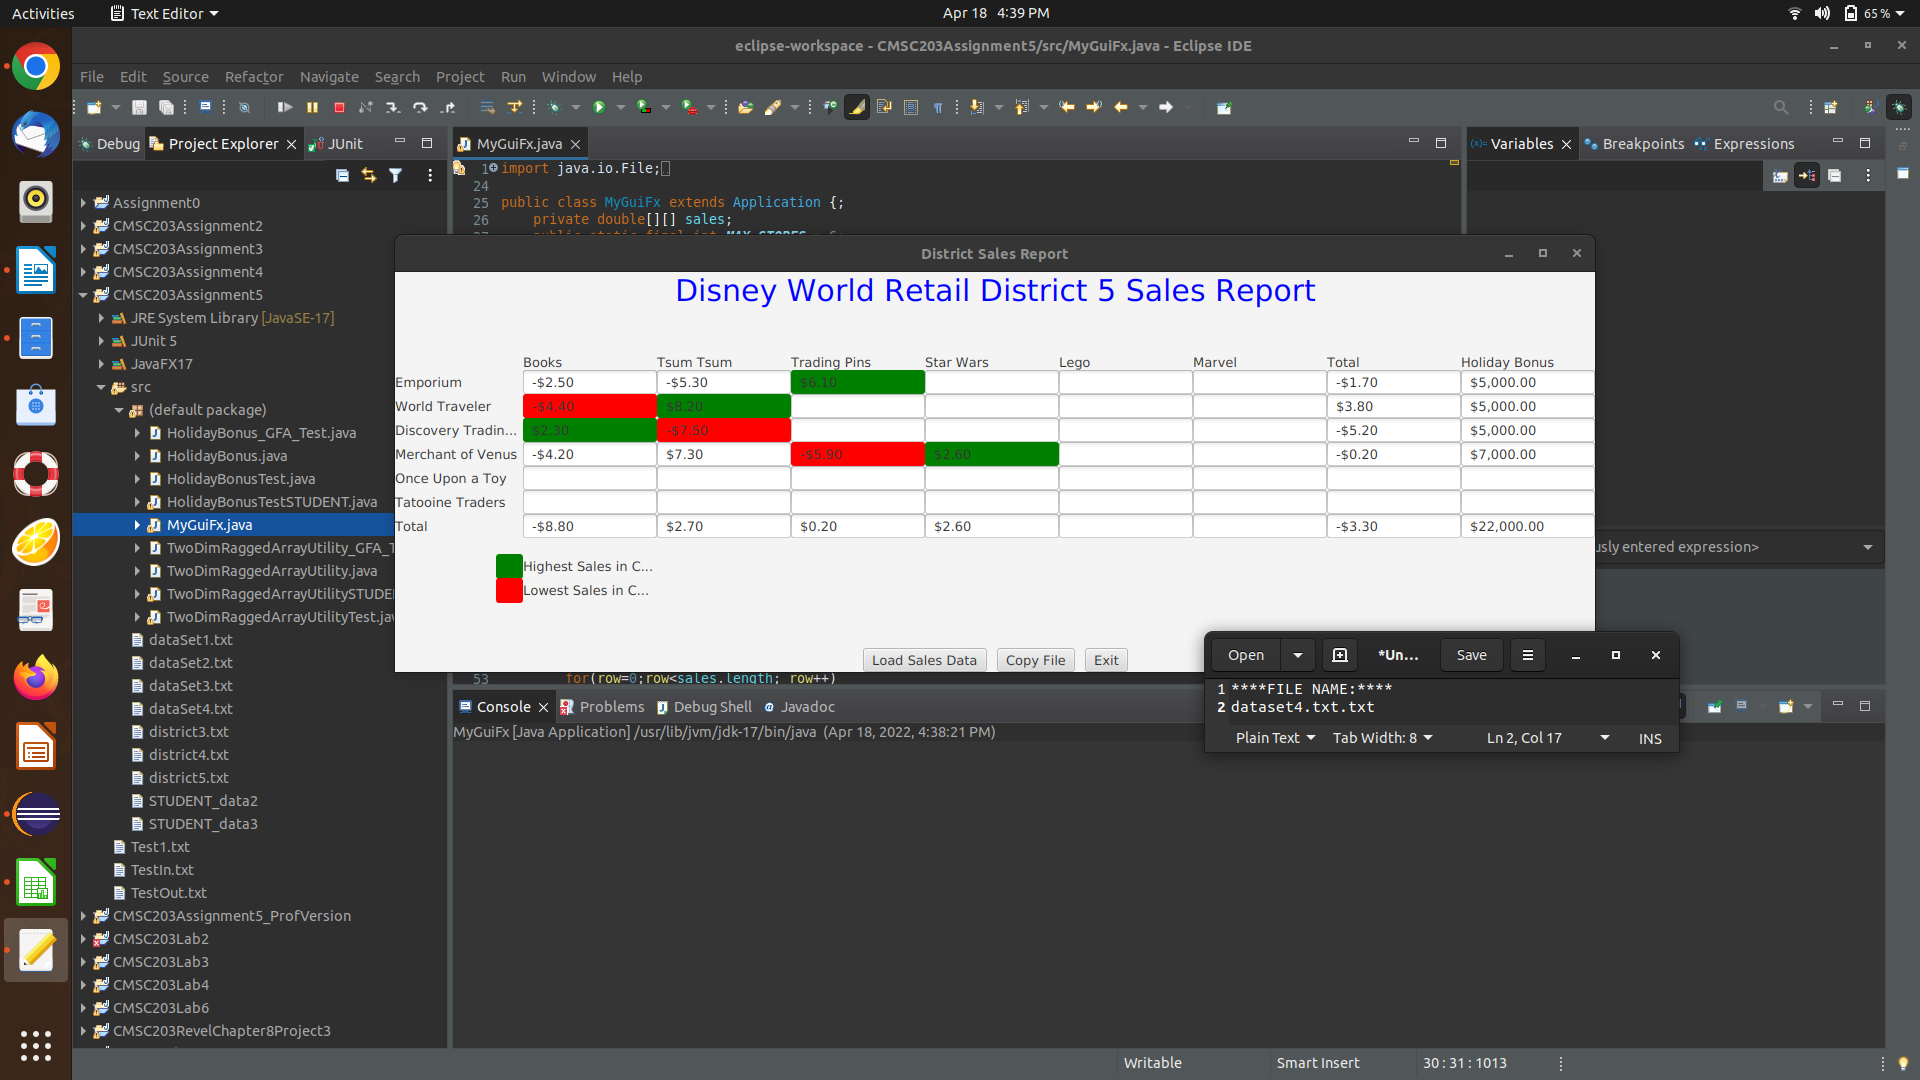 Activities Text Editor Apr 18 4:39 PM 65 %
eclipse-workspace - CMSC203Assignment5/src/MyGuiFx.java - Eclipse IDE
File Edit Source Refactor Navigate Search Project Run Window Help
Debug Project Explorer JUnit
Assignment0
CMSC203Assignment2
CMSC203Assignment3
CMSC203Assignment4
CMSC203Assignment5
JRE System Library [JavaSE-17]
JUnit 5
JavaFX17
src
(default package)
HolidayBonus_GFA_Test.java
HolidayBonus.java
HolidayBonusTest.java
HolidayBonusTestSTUDENT.java
MyGuiFx.java
TwoDimRaggedArrayUtility_GFA_T
TwoDimRaggedArrayUtility.java
TwoDimRaggedArrayUtilitySTUDE
TwoDimRaggedArrayUtilityTest.jav
dataSet1.txt
dataSet2.txt
dataSet3.txt
dataSet4.txt
district3.txt
district4.txt
district5.txt
STUDENT_data2
STUDENT_data3
Test1.txt
TestIn.txt
TestOut.txt
CMSC203Assignment5_ProfVersion
CMSC203Lab2
CMSC203Lab3
CMSC203Lab4
CMSC203Lab6
CMSC203RevelChapter8Project3
MyGuiFx.java
1 import java.io.File;
24
25 public class MyGuiFx extends Application {;
26 private double[][] sales;
Variables Breakpoints Expressions
District Sales Report
Disney World Retail District 5 Sales Report
Books Tsum Tsum Trading Pins Star Wars Lego Marvel Total Holiday Bonus
Emporium -$2.50 -$5.30 $6.10 -$1.70 $5,000.00
World Traveler -$4.40 $8.20 $3.80 $5,000.00
Discovery Tradin... $2.30 -$7.50 -$5.20 $5,000.00
Merchant of Venus -$4.20 $7.30 -$5.90 $2.60 -$0.20 $7,000.00
Once Upon a Toy
Tatooine Traders
Total -$8.80 $2.70 $0.20 $2.60 -$3.30 $22,000.00
Highest Sales in C...
Lowest Sales in C...
Load Sales Data Copy File Exit
usly entered expression>
53 for(row=0;row<sales.length; row++)
Open *Un... Save
1 ****FILE NAME:****
2 dataset4.txt.txt
Plain Text Tab Width: 8 Ln 2, Col 17 INS
Console Problems Debug Shell Javadoc
MyGuiFx [Java Application] /usr/lib/jvm/jdk-17/bin/java (Apr 18, 2022, 4:38:21 PM)
Writable Smart Insert 30 : 31 : 1013